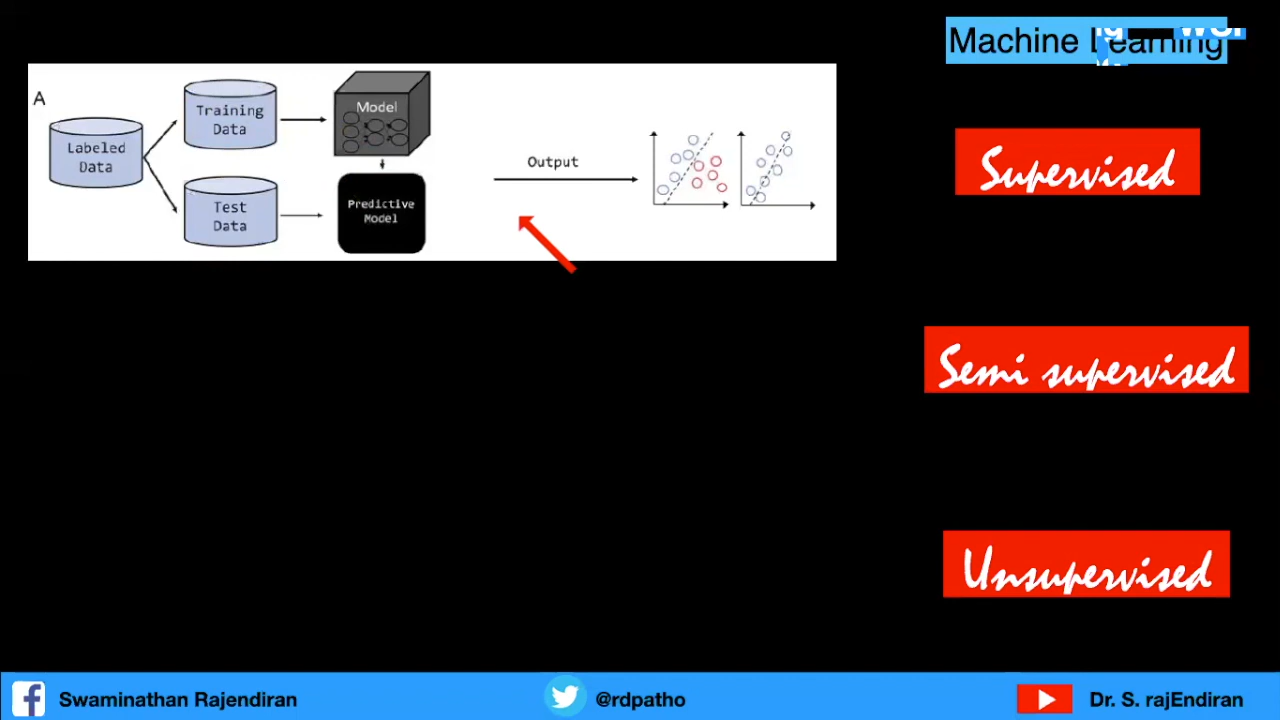 Machine Learning
A
Training
Data
Model
Labeled
Data
Output
Test
Data
Predictive
Model
Supervised
Semi supervised
Unsupervised
Swaminathan Rajendiran
@rdpatho
Dr. S. rajEndiran